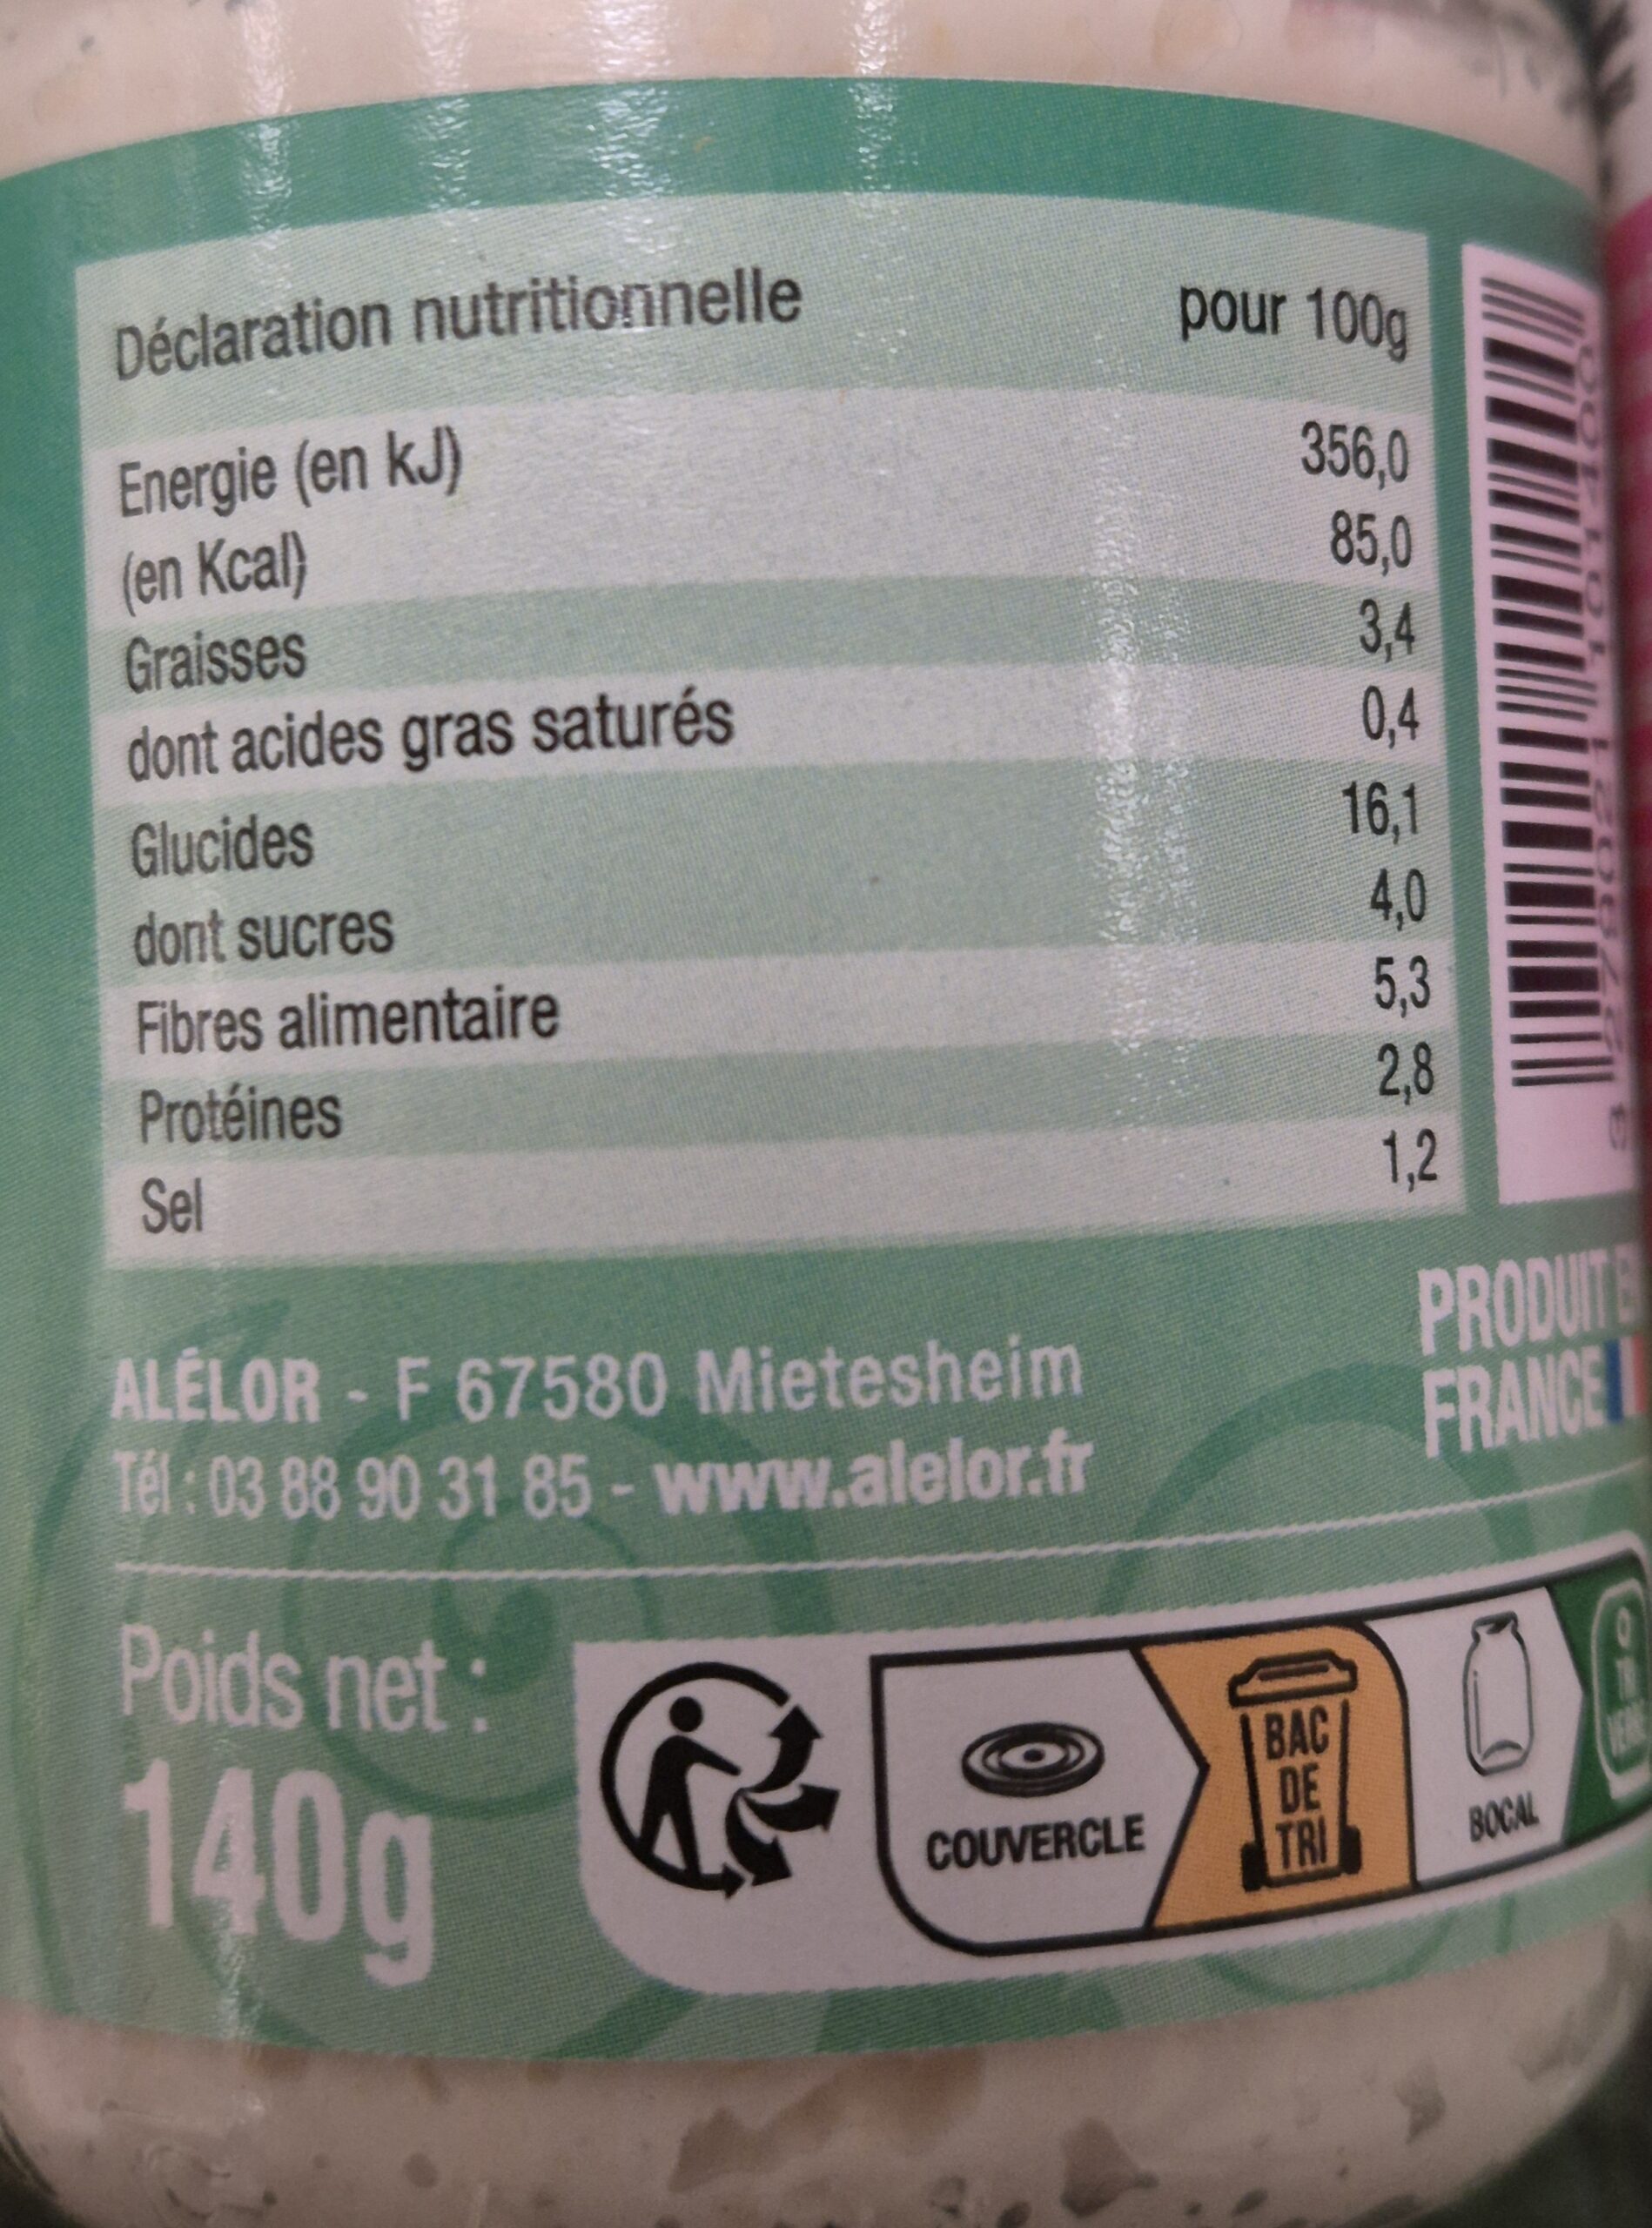 Déclaration nutritionnelle pour 100g
Energie (en kJ) 356,0
(en Kcal) 85,0
Graisses 3,4
dont acides gras saturés 0,4
Glucides 16,1
dont sucres 4,0
Fibres alimentaire 5,3
Protéines 2,8
Sel 1,2
PRODUIT
FRANCE
ALÉLOR - F 67580 Mietesheim
Tél : 03 88 90 31 85 - www.alelor.fr
Poids net :
140g
COUVERCLE
BAC
DE
TRI
BOCAL